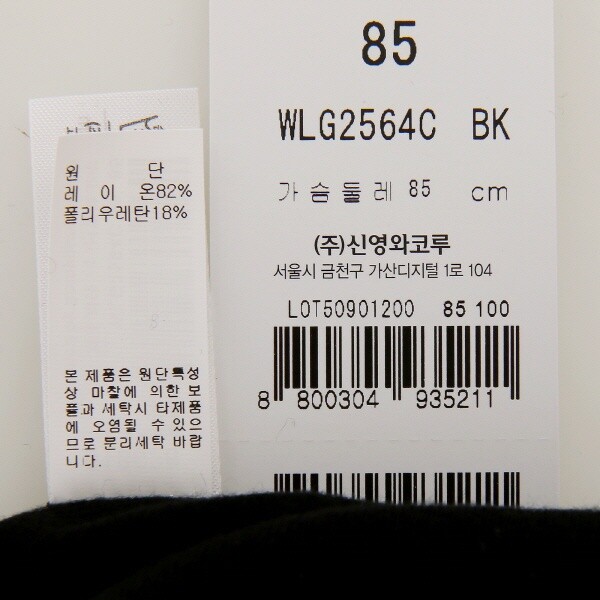 85
WLG2564C BK
가슴둘레 85 cm
(주)신영와코루
서울시 금천구 가산디지털 1로 104
LOT50901200 85 100
8 800304 935211
원 단
레 이 온82%
폴리우레탄18%
본 제품은 원단특성
상 마찰에 의한 보
풀과 세탁시 타제품
에 오염될 수 있으
므로 분리세탁 바랍
니다.